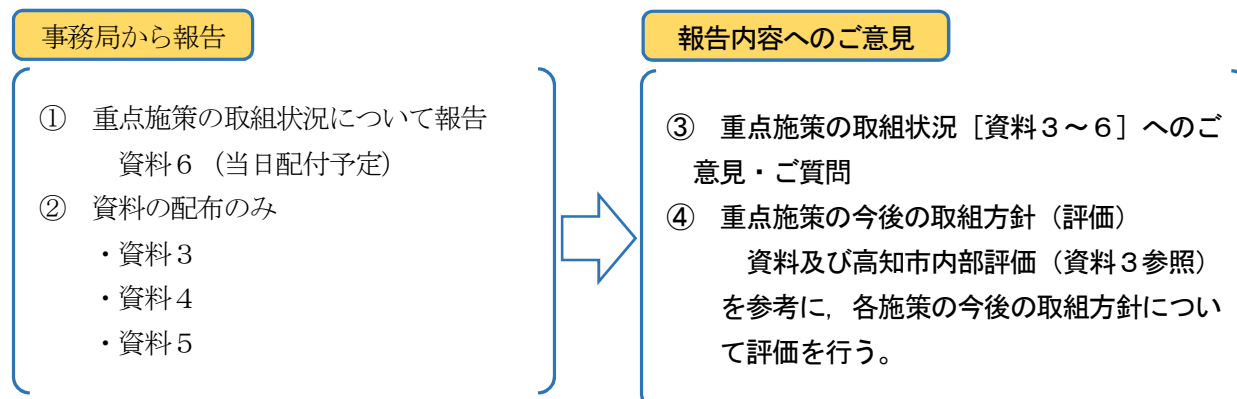 事務局から報告
① 重点施策の取組状況について報告
資料６（当日配付予定）
② 資料の配布のみ
・資料３
・資料４
・資料５
報告内容へのご意見
③ 重点施策の取組状況［資料３～６］へのご
意見・ご質問
④ 重点施策の今後の取組方針（評価）
資料及び高知市内部評価（資料３参照）
を参考に，各施策の今後の取組方針につい
て評価を行う。